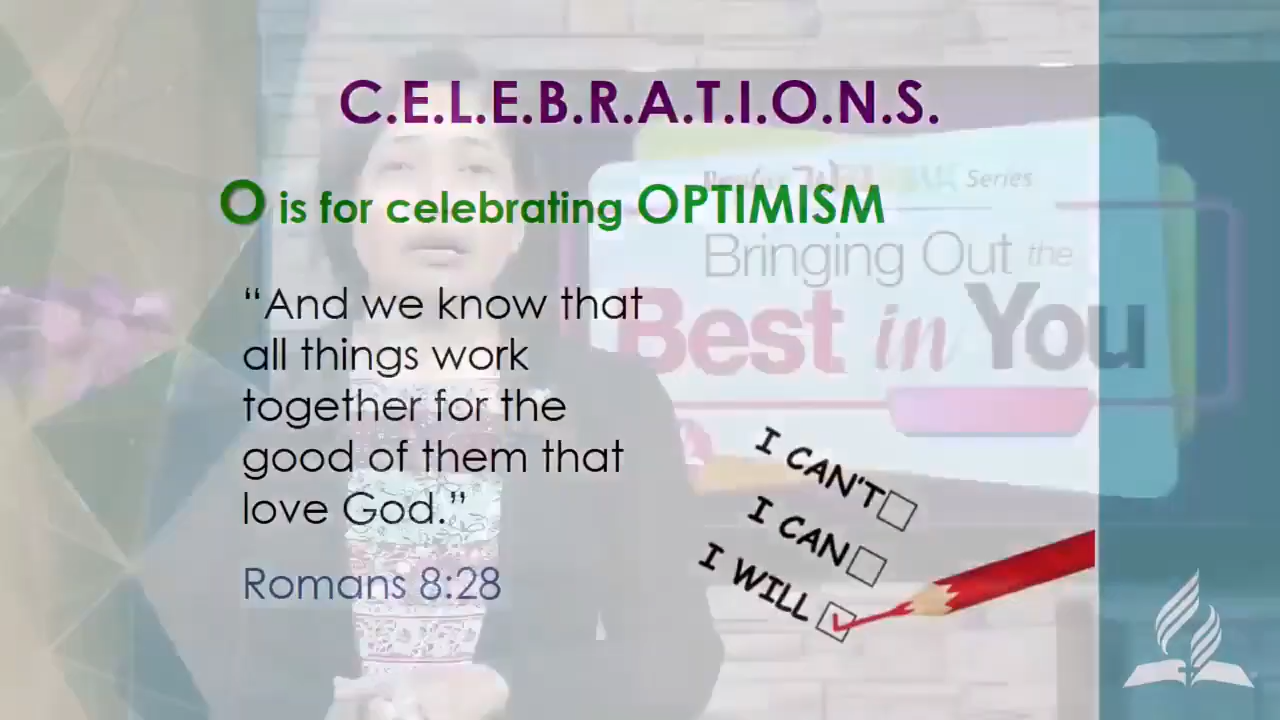 C.E.L.E.B.R.A.T.I.O.N.S.
O is for celebrating OPTIMISM
“And we know that
all things work
together for the
good of them that
love God.”
Romans 8:28
Series
Bringing Out the
Best in You
I CAN'T
I CAN
I WILL